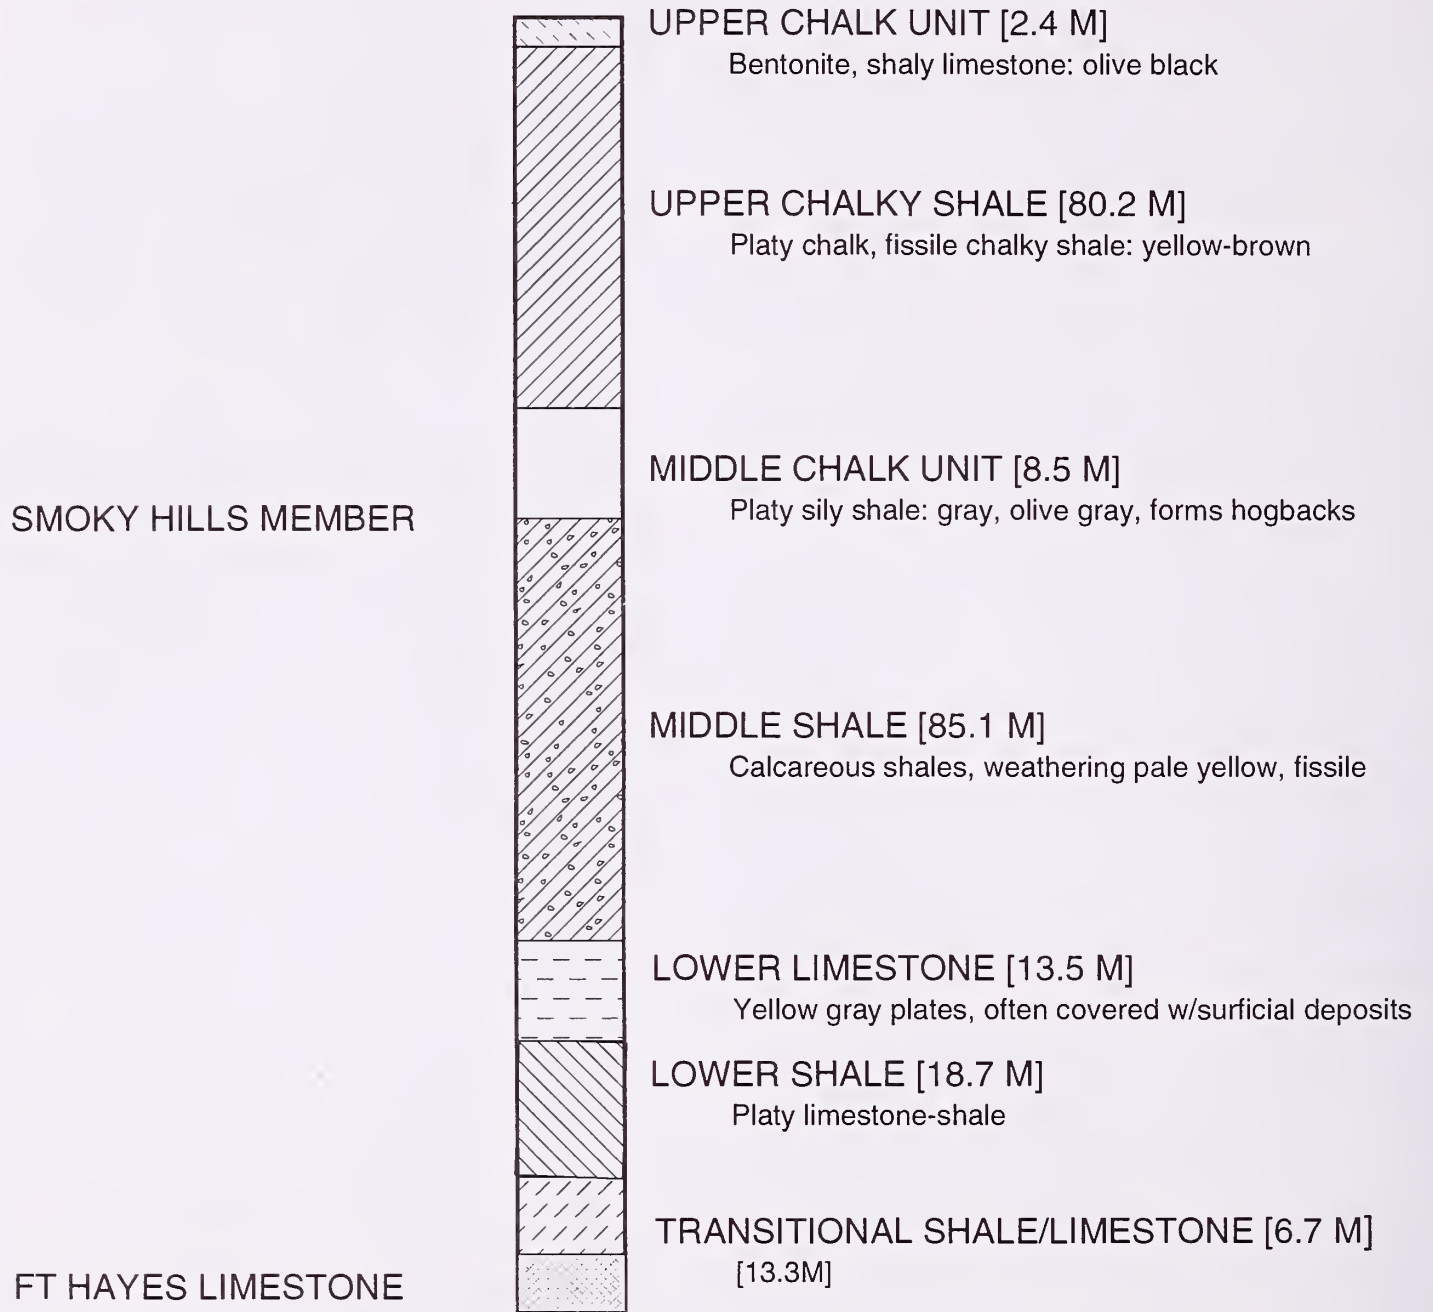 UPPER CHALK UNIT [2.4 M]
Bentonite, shaly limestone: olive black
UPPER CHALKY SHALE [80.2 M]
Platy chalk, fissile chalky shale: yellow-brown
MIDDLE CHALK UNIT [8.5 M]
Platy sily shale: gray, olive gray, forms hogbacks
SMOKY HILLS MEMBER
MIDDLE SHALE [85.1 M]
Calcareous shales, weathering pale yellow, fissile
LOWER LIMESTONE [13.5 M]
Yellow gray plates, often covered w/surficial deposits
LOWER SHALE [18.7 M]
Platy limestone-shale
TRANSITIONAL SHALE/LIMESTONE [6.7 M]
[13.3M]
FT HAYES LIMESTONE